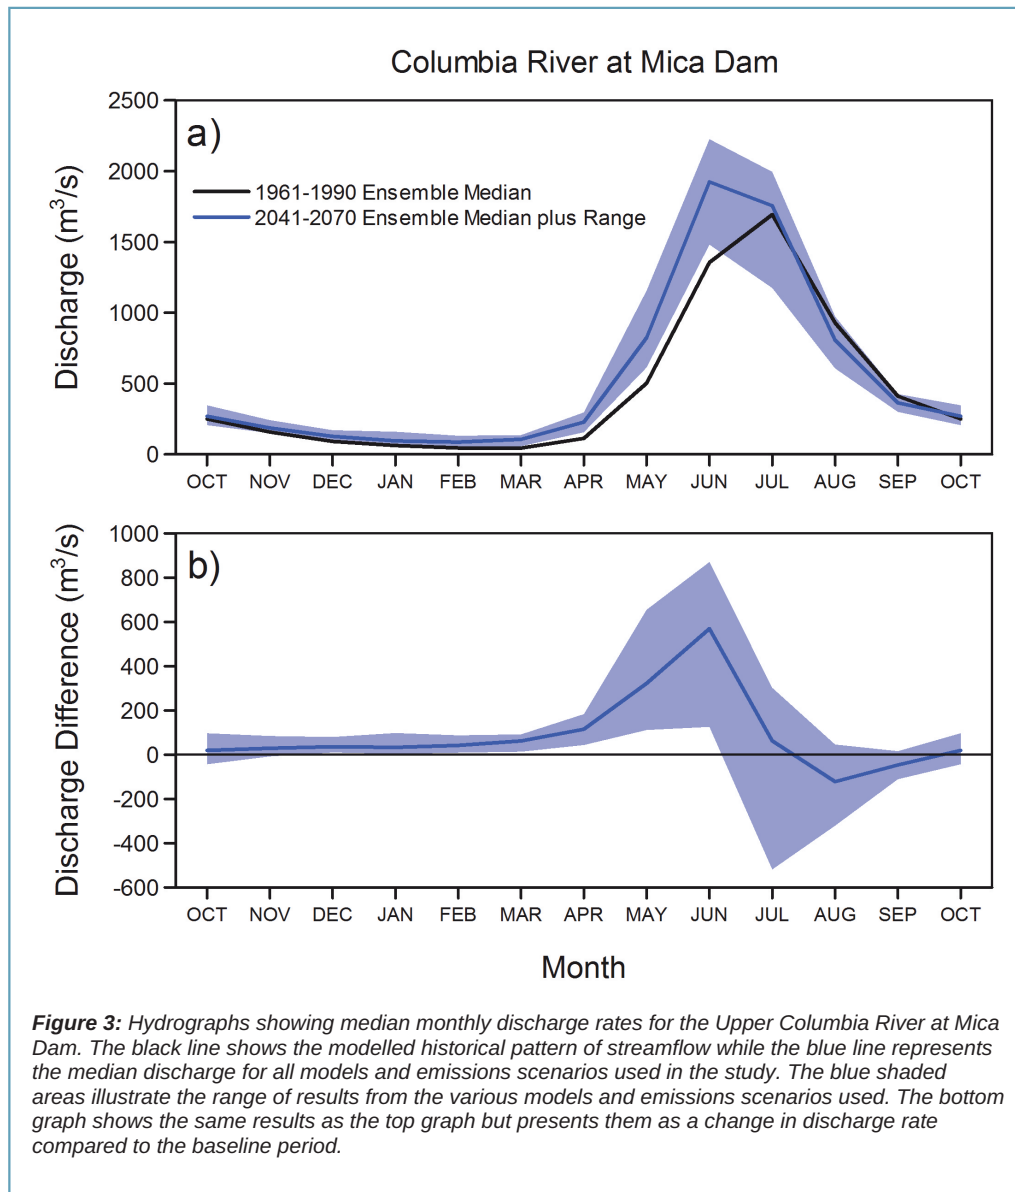 Columbia River at Mica Dam
a)
Discharge (m³/s)
2500
2000
1500
1000
500
0
1961-1990 Ensemble Median
2041-2070 Ensemble Median plus Range
OCT NOV DEC JAN FEB MAR APR MAY JUN JUL AUG SEP OCT
b)
Discharge Difference (m³/s)
1000
800
600
400
200
0
-200
-400
-600
OCT NOV DEC JAN FEB MAR APR MAY JUN JUL AUG SEP OCT
Month
Figure 3: Hydrographs showing median monthly discharge rates for the Upper Columbia River at Mica
Dam. The black line shows the modelled historical pattern of streamflow while the blue line represents
the median discharge for all models and emissions scenarios used in the study. The blue shaded
areas illustrate the range of results from the various models and emissions scenarios used. The bottom
graph shows the same results as the top graph but presents them as a change in discharge rate
compared to the baseline period.